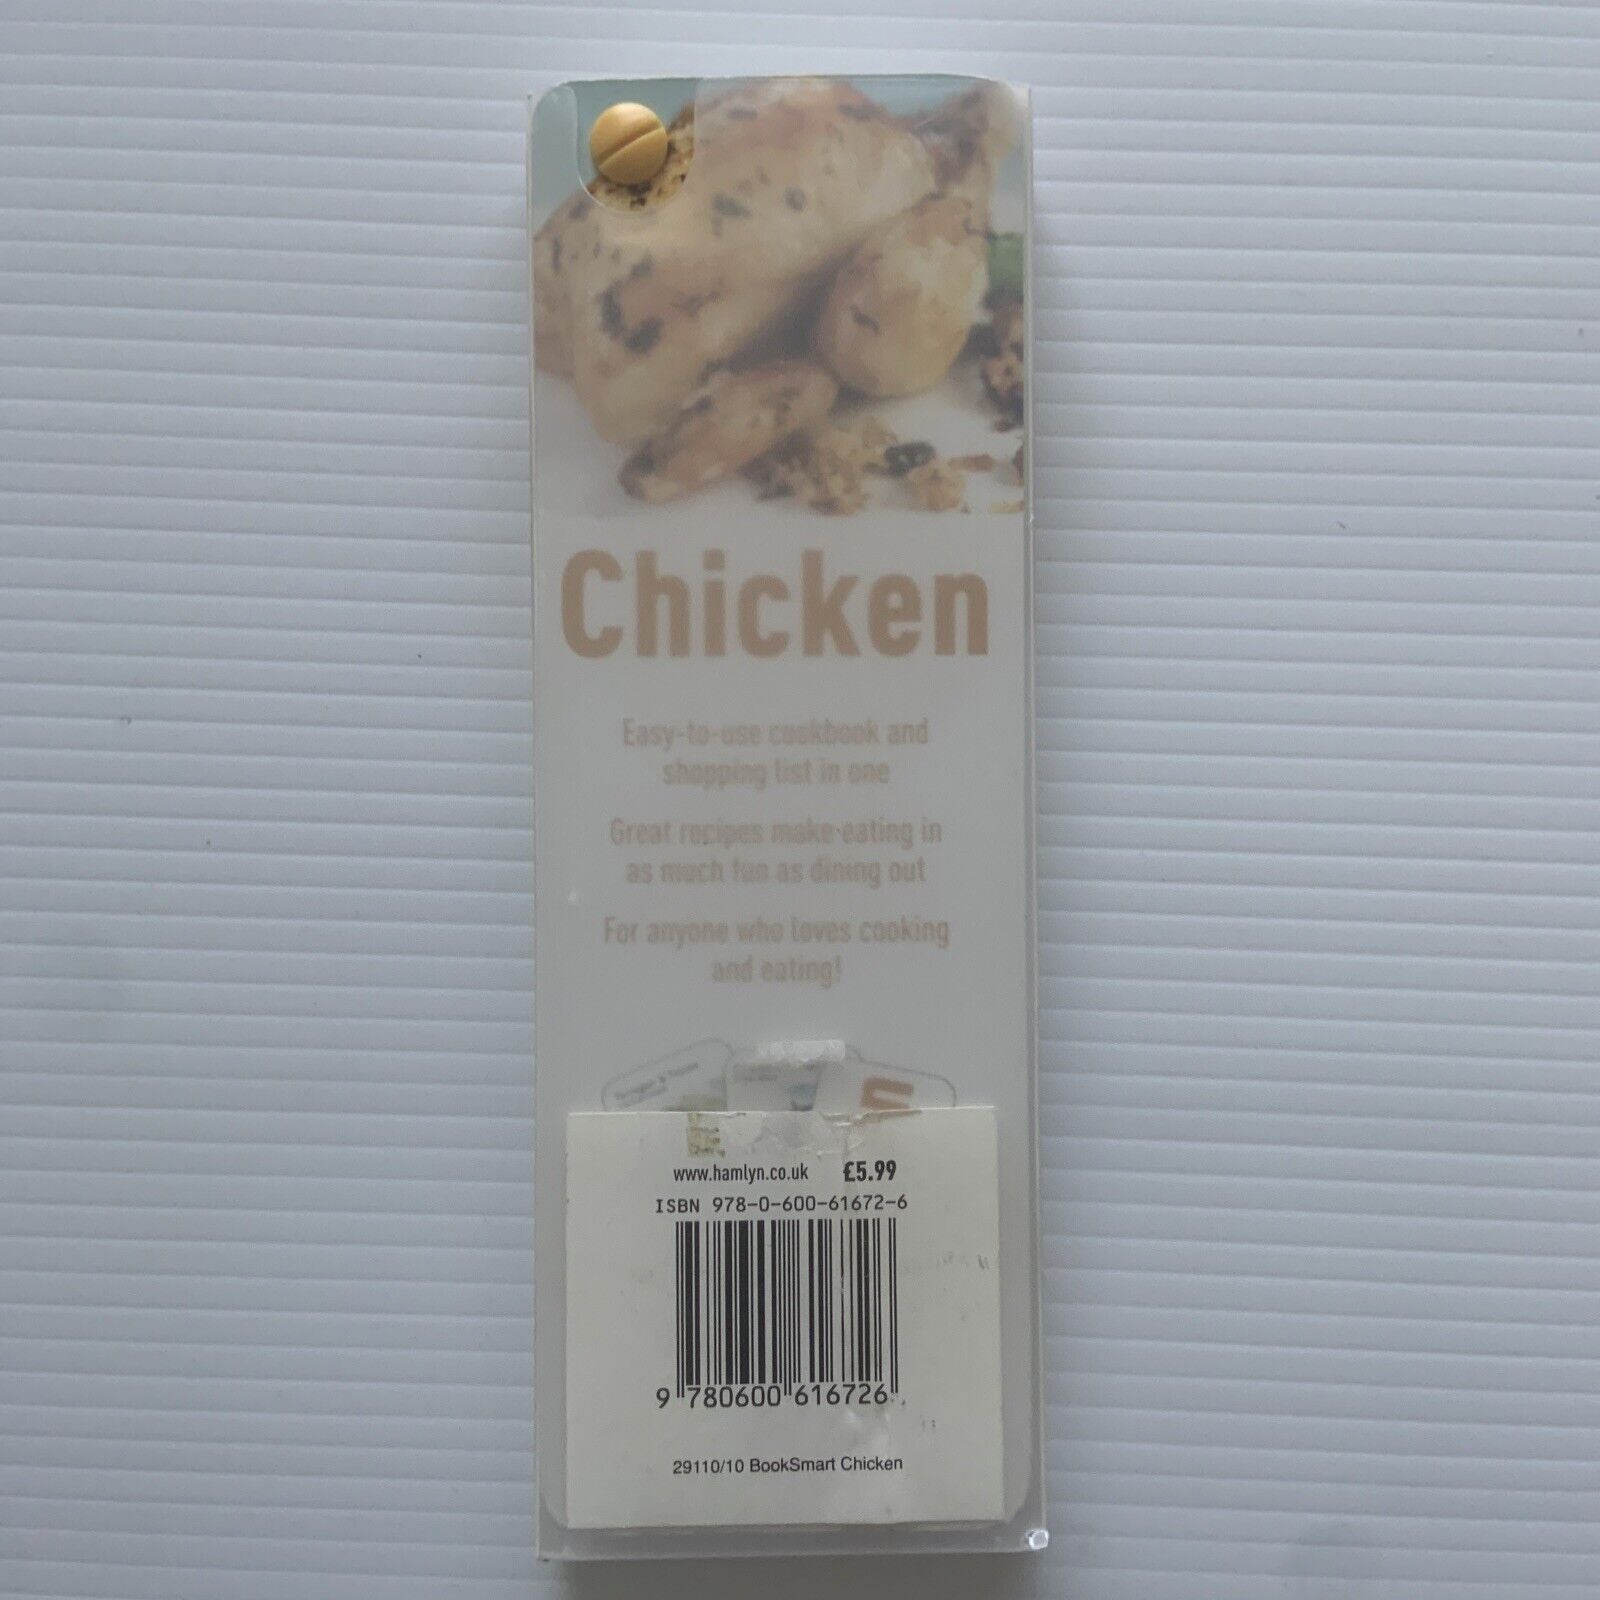 Chicken
Easy-to-use cookbook and
shopping list in one
Great recipes make eating in
as much fun as dining out
For anyone who loves cooking
and eating!
www.hamlyn.co.uk £5.99
ISBN 978-0-600-61672-6
9 780600 616726
29110/10 BookSmart Chicken